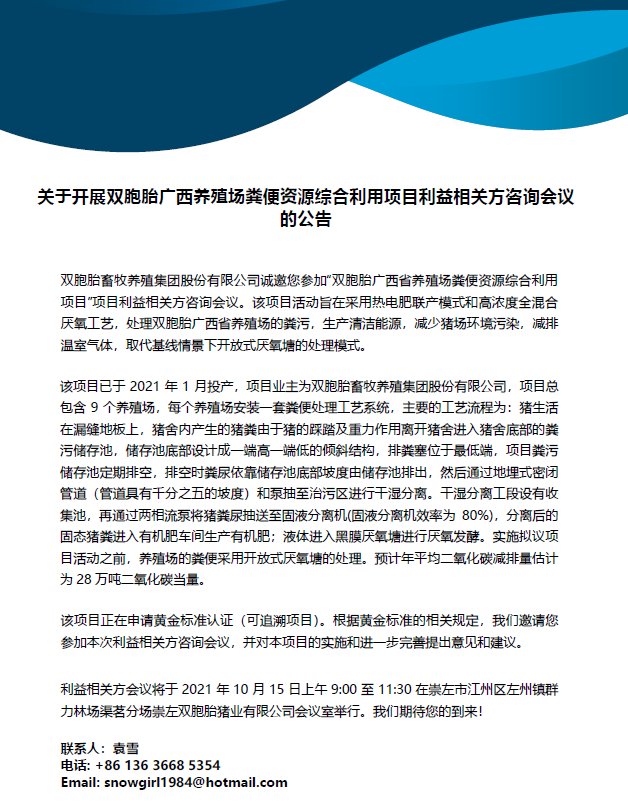 关于开展双胞胎广西养殖场粪便资源综合利用项目利益相关方咨询会议
的公告
双胞胎畜牧养殖集团股份有限公司诚邀您参加“双胞胎广西省养殖场粪便资源综合利用
项目”项目利益相关方咨询会议。该项目活动旨在采用热电肥联产模式和高浓度全混合
厌氧工艺，处理双胞胎广西省养殖场的粪污，生产清洁能源，减少猪场环境污染，减排
温室气体，取代基线情景下开放式厌氧塘的处理模式。
该项目已于 2021 年 1 月投产，项目业主为双胞胎畜牧养殖集团股份有限公司，项目总
包含 9 个养殖场，每个养殖场安装一套粪便处理工艺系统，主要的工艺流程为：猪生活
在漏缝地板上，猪舍内产生的猪粪由于猪的踩踏及重力作用离开猪舍进入猪舍底部的粪
污储存池，储存池底部设计成一端高一端低的倾斜结构，排粪塞位于最低端，项目粪污
储存池定期排空，排空时粪尿依靠储存池底部坡度由储存池排出，然后通过地埋式密闭
管道（管道具有千分之五的坡度）和泵抽至治污区进行干湿分离。干湿分离工段设有收
集池，再通过两相流泵将猪粪尿抽送至固液分离机(固液分离机效率为 80%)，分离后的
固态猪粪进入有机肥车间生产有机肥；液体进入黑膜厌氧塘进行厌氧发酵。实施拟议项
目活动之前，养殖场的粪便采用开放式厌氧塘的处理。预计年平均二氧化碳减排量估计
为 28 万吨二氧化碳当量。
该项目正在申请黄金标准认证（可追溯项目）。根据黄金标准的相关规定，我们邀请您
参加本次利益相关方咨询会议，并对本项目的实施和进一步完善提出意见和建议。
利益相关方会议将于 2021 年 10 月 15 日上午 9:00 至 11:30 在崇左市江州区左州镇群
力林场渠茗分场崇左双胞胎猪业有限公司会议室举行。我们期待您的到来！
联系人：袁雪
电话: +86 136 3668 5354
Email: snowgirl1984@hotmail.com